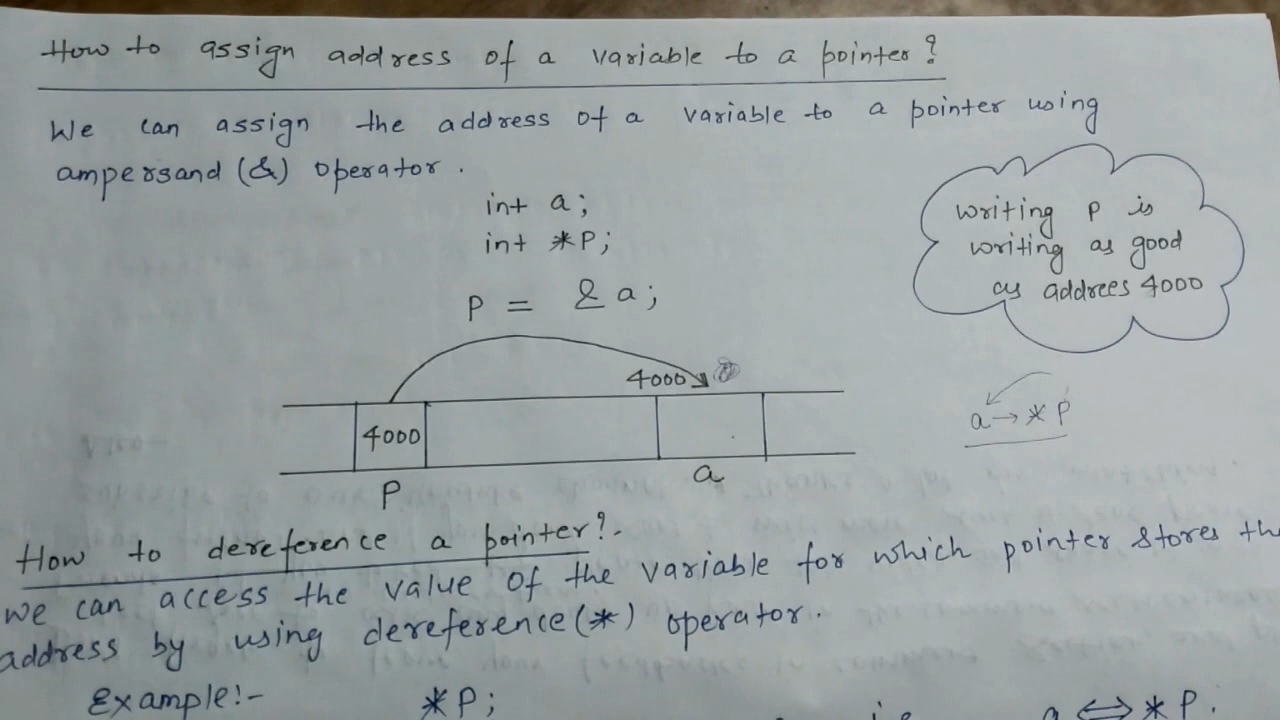 How to assign address of a variable to a pointer?
We can assign the address of a variable to a pointer using
ampersand (&) operator.
int a;
int *P;
P = &a;
writing P is
writing as good
as addrees 4000
4000
4000
P
a
a → *P
How to dereference a pointer?-
We can access the value of the variable for which pointer stores the
address by using dereference(*) operator.
Example:- *P; i.e a ⇔ *P.